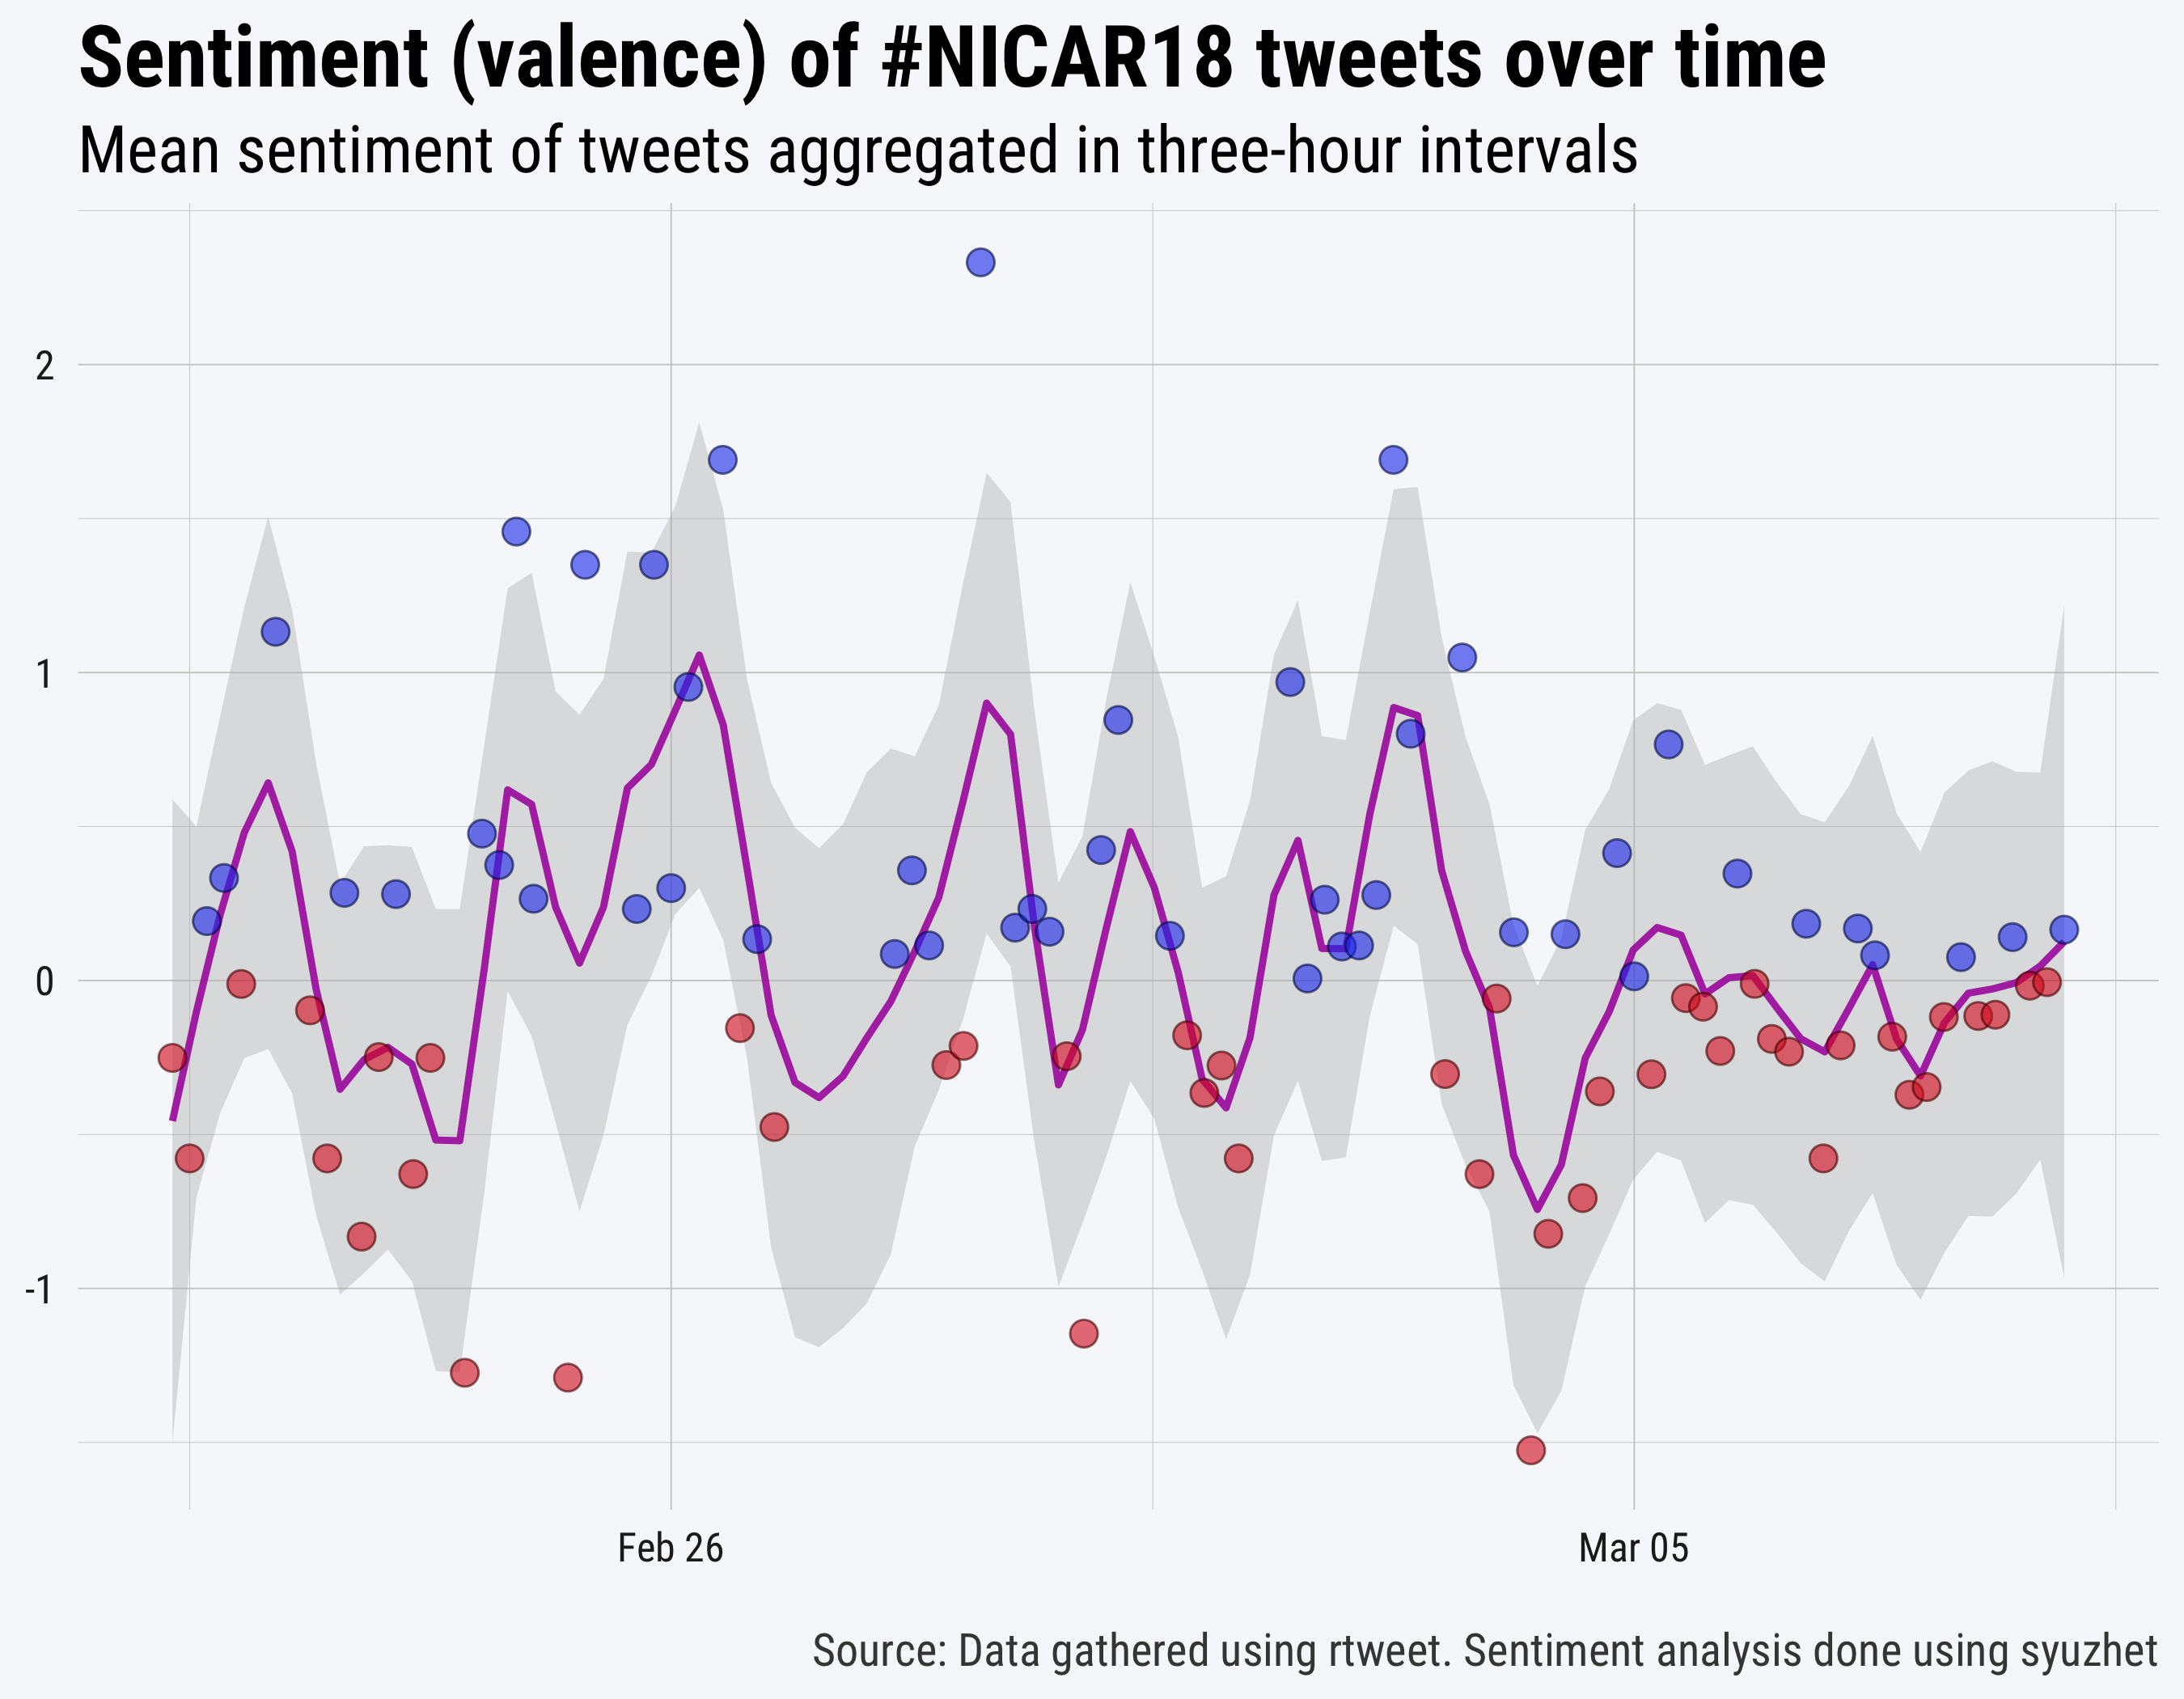 Sentiment (valence) of #NICAR18 tweets over time
Mean sentiment of tweets aggregated in three-hour intervals
2
1
0
-1
Feb 26 Mar 05
Source: Data gathered using rtweet. Sentiment analysis done using syuzhet